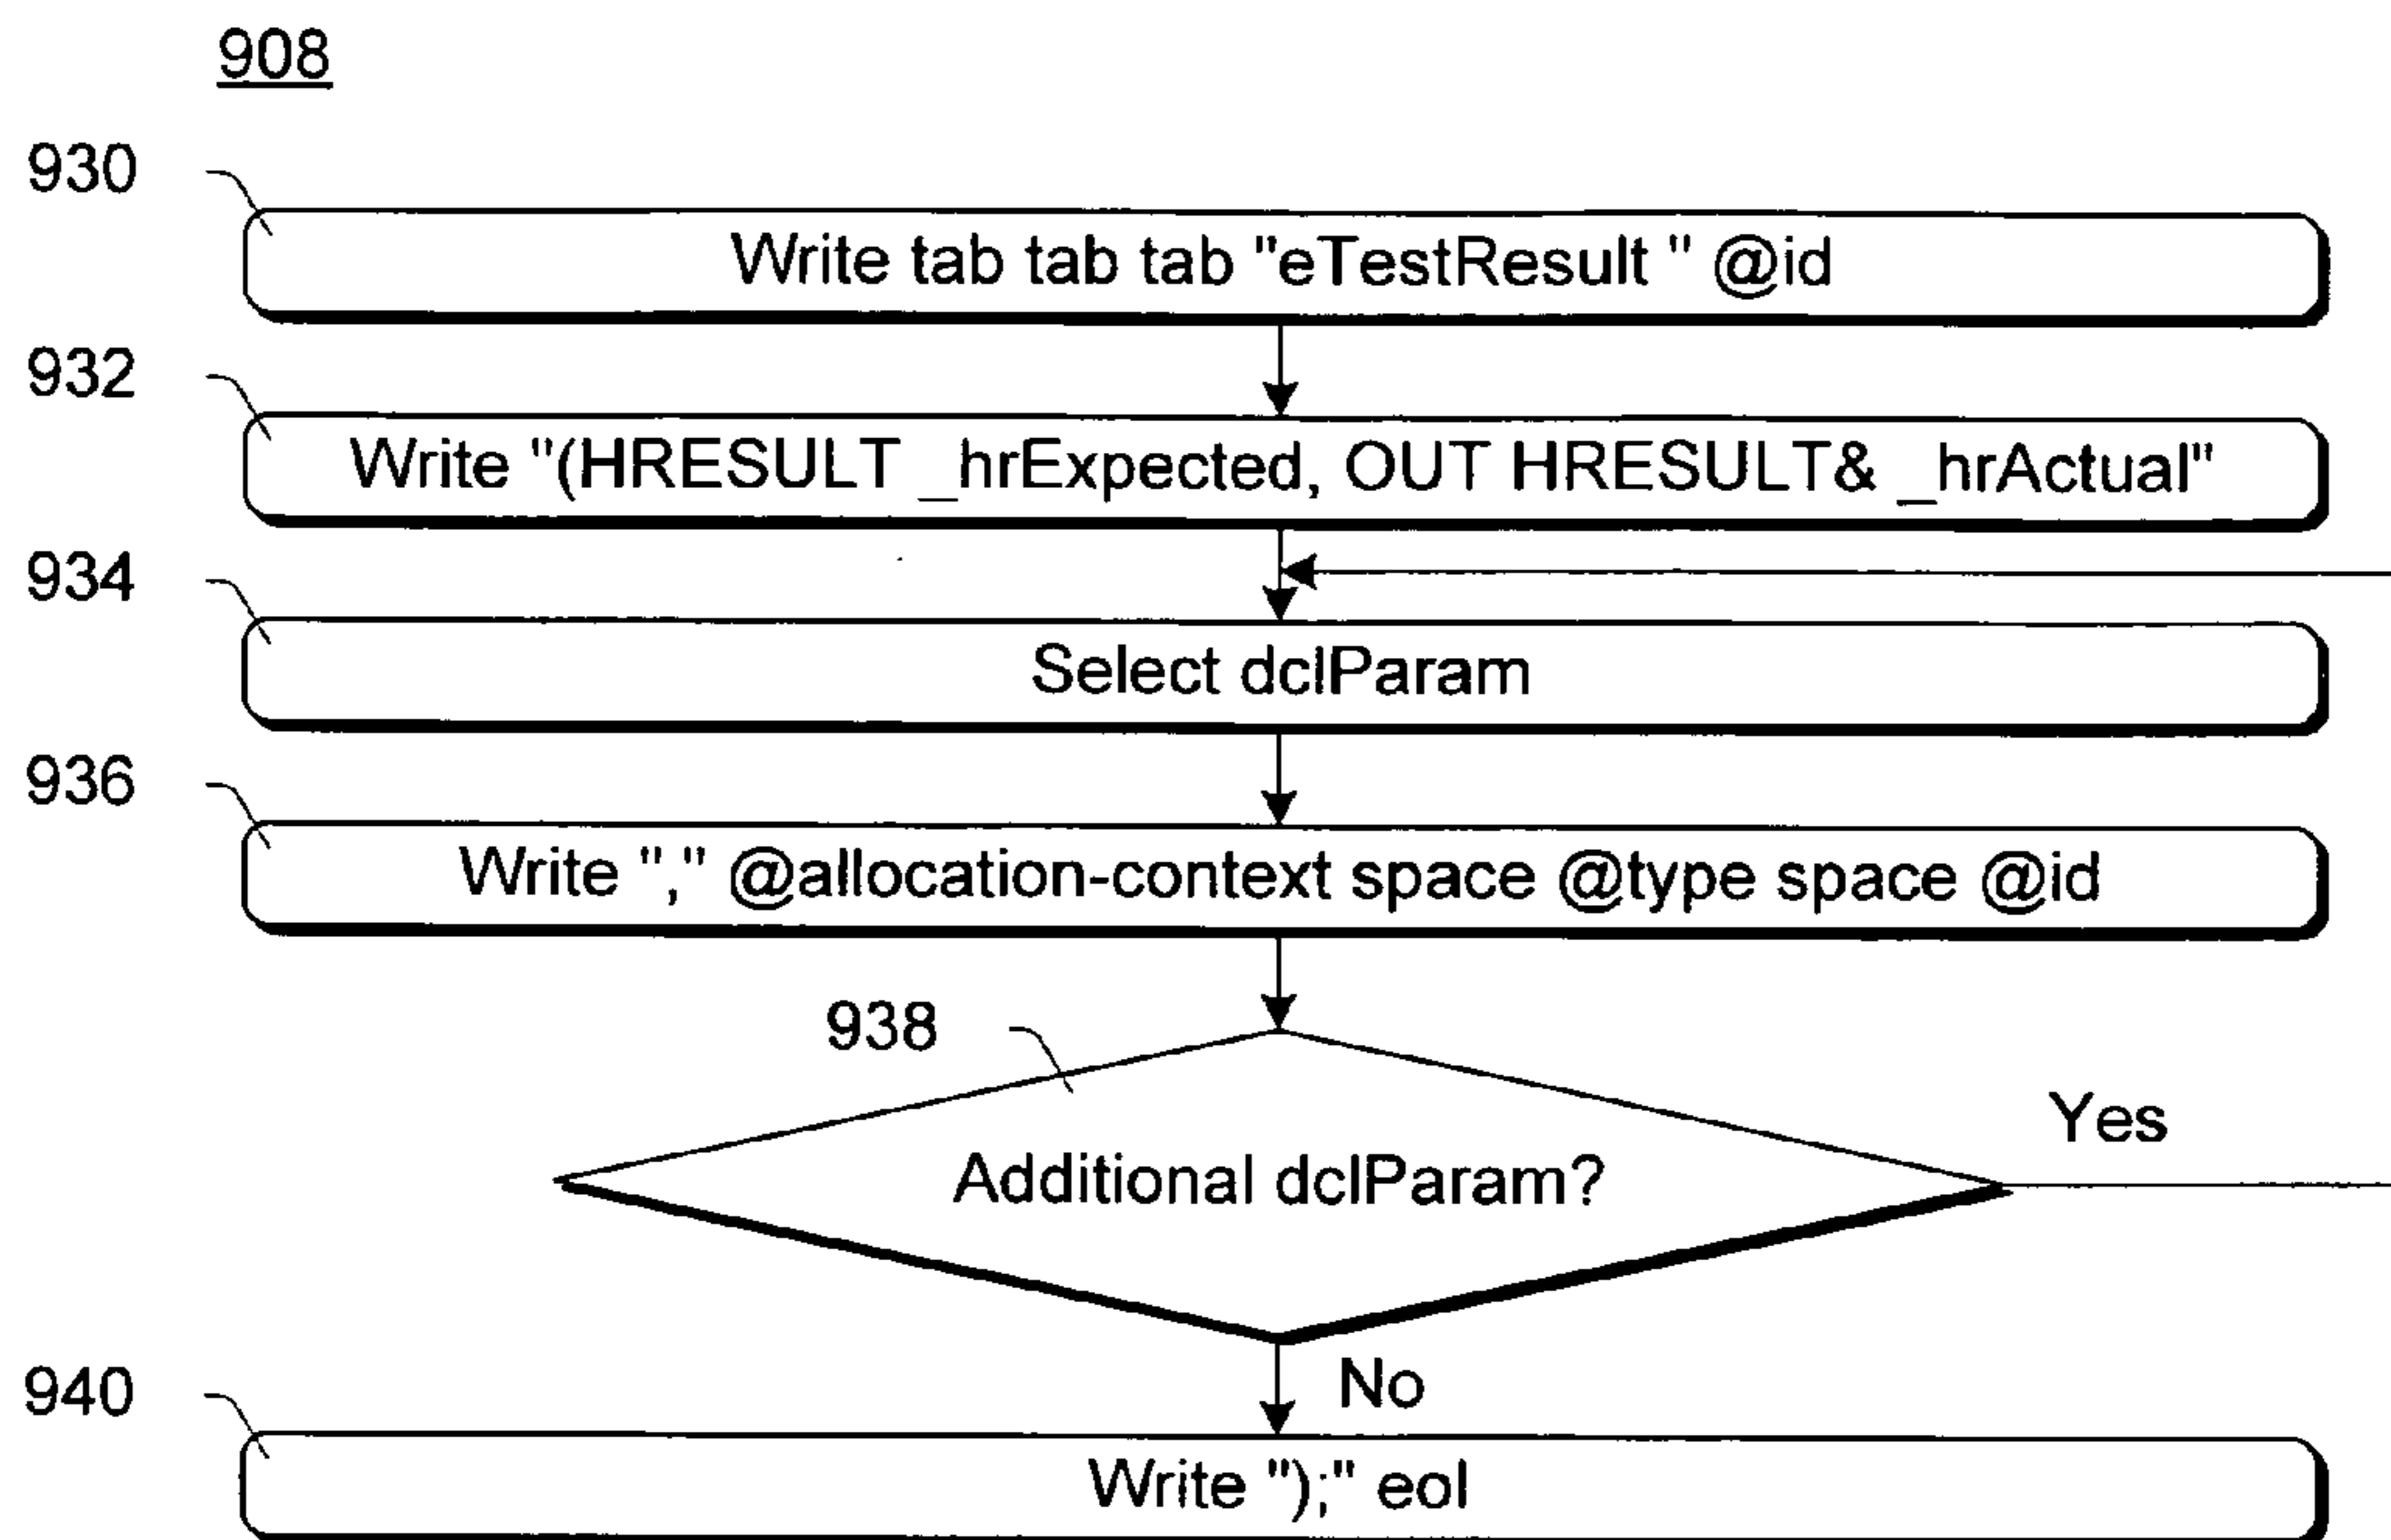 908
930
Write tab tab tab "eTestResult " @id
932
Write "(HRESULT _hrExpected, OUT HRESULT& _hrActual"
934
Select dclParam
936
Write "," @allocation-context space @type space @id
938
Additional dclParam?
Yes
No
940
Write ");" eol